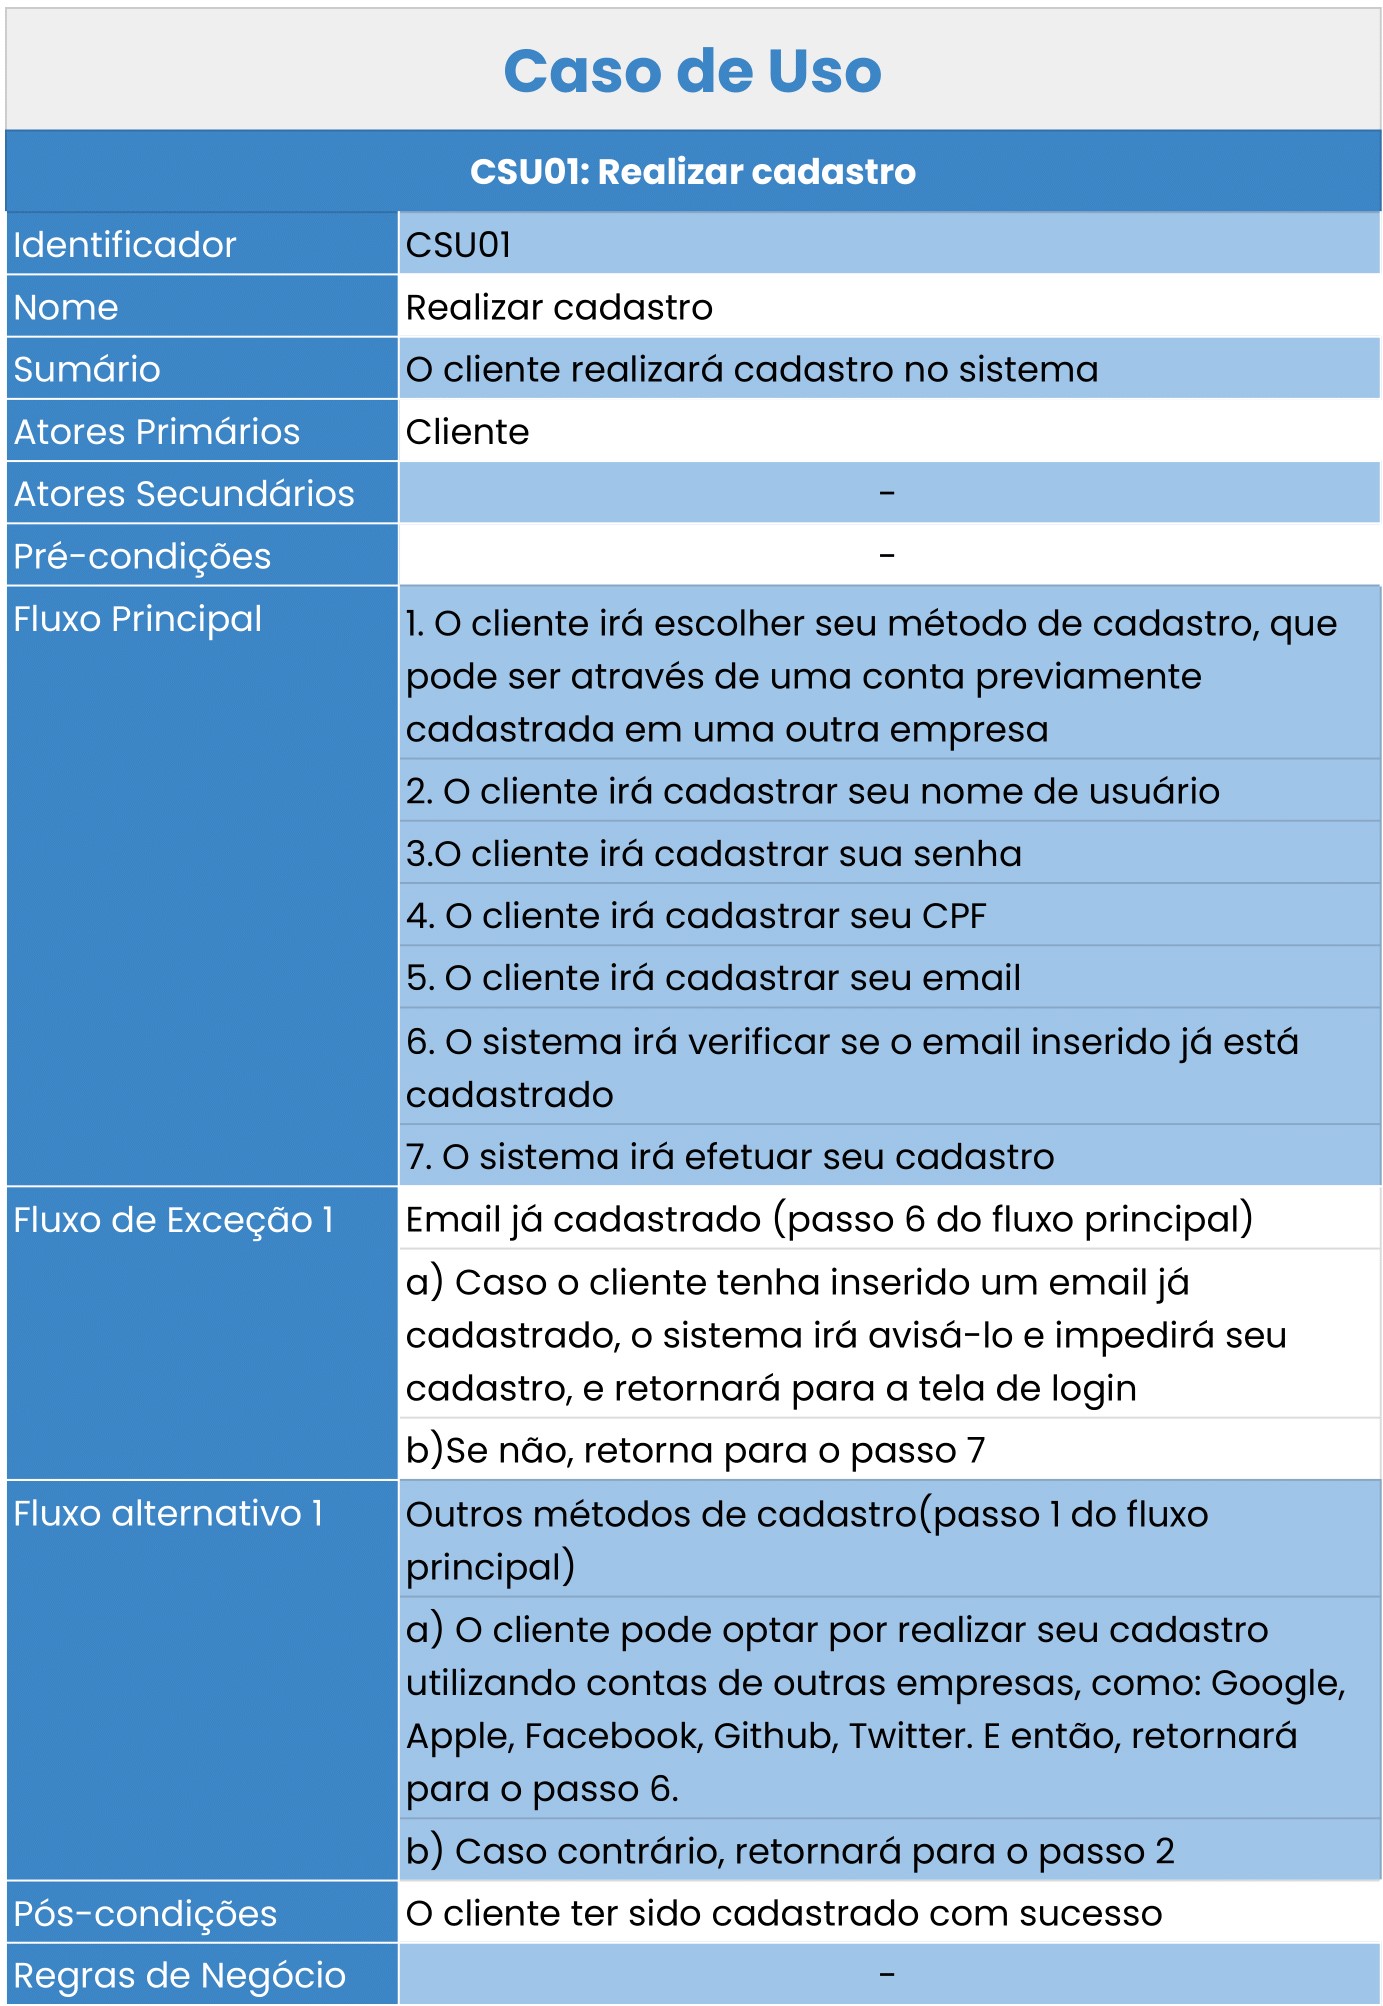 Caso de Uso
CSU01: Realizar cadastro
Identificador
CSU01
Nome
Realizar cadastro
Sumário
O cliente realizará cadastro no sistema
Atores Primários
Cliente
Atores Secundários
-
Pré-condições
-
Fluxo Principal
1. O cliente irá escolher seu método de cadastro, que
pode ser através de uma conta previamente
cadastrada em uma outra empresa
2. O cliente irá cadastrar seu nome de usuário
3.O cliente irá cadastrar sua senha
4. O cliente irá cadastrar seu CPF
5. O cliente irá cadastrar seu email
6. O sistema irá verificar se o email inserido já está
cadastrado
7. O sistema irá efetuar seu cadastro
Fluxo de Exceção 1
Email já cadastrado (passo 6 do fluxo principal)
a) Caso o cliente tenha inserido um email já
cadastrado, o sistema irá avisá-lo e impedirá seu
cadastro, e retornará para a tela de login
b)Se não, retorna para o passo 7
Fluxo alternativo 1
Outros métodos de cadastro(passo 1 do fluxo
principal)
a) O cliente pode optar por realizar seu cadastro
utilizando contas de outras empresas, como: Google,
Apple, Facebook, Github, Twitter. E então, retornará
para o passo 6.
b) Caso contrário, retornará para o passo 2
Pós-condições
O cliente ter sido cadastrado com sucesso
Regras de Negócio
-